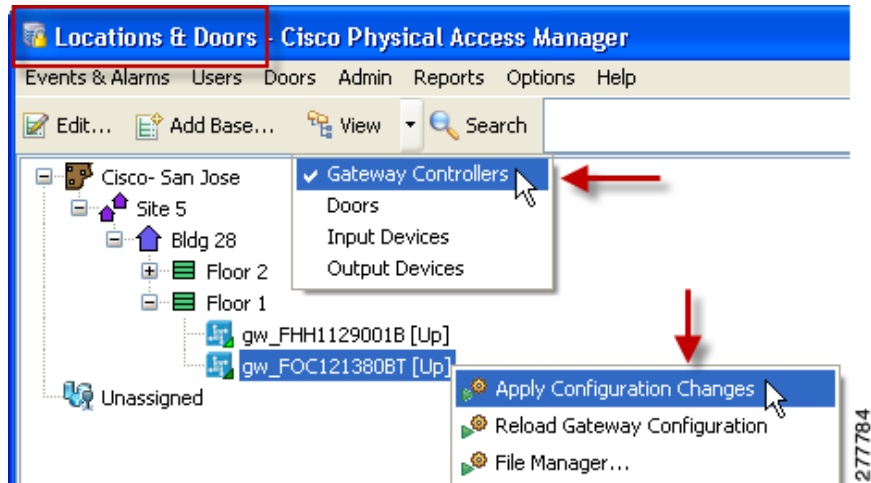 Locations & Doors - Cisco Physical Access Manager
Events & Alarms Users Doors Admin Reports Options Help
Edit... Add Base... View Search
Cisco- San Jose
Site 5
Bldg 28
Floor 2
Floor 1
gw_FHH1129001B [Up]
gw_FOC121380BT [Up]
Unassigned
Gateway Controllers
Doors
Input Devices
Output Devices
Apply Configuration Changes
Reload Gateway Configuration
File Manager...
277784